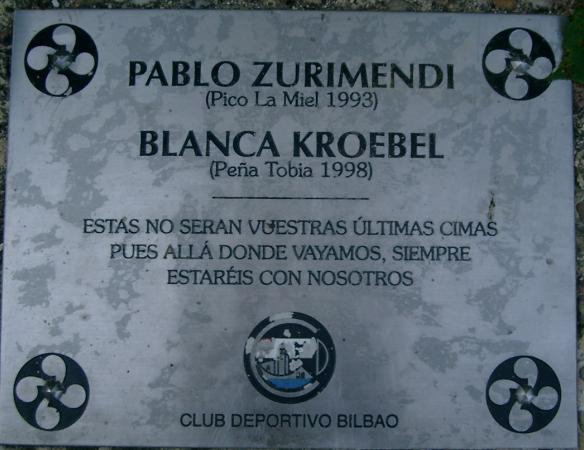 PABLO ZURIMENDI
(Pico La Miel 1993)
BLANCA KROEBEL
(Peña Tobia 1998)
ESTAS NO SERAN VUESTRAS ÚLTIMAS CIMAS
PUES ALLÁ DONDE VAYAMOS, SIEMPRE
ESTARÉIS CON NOSOTROS
CLUB DEPORTIVO BILBAO